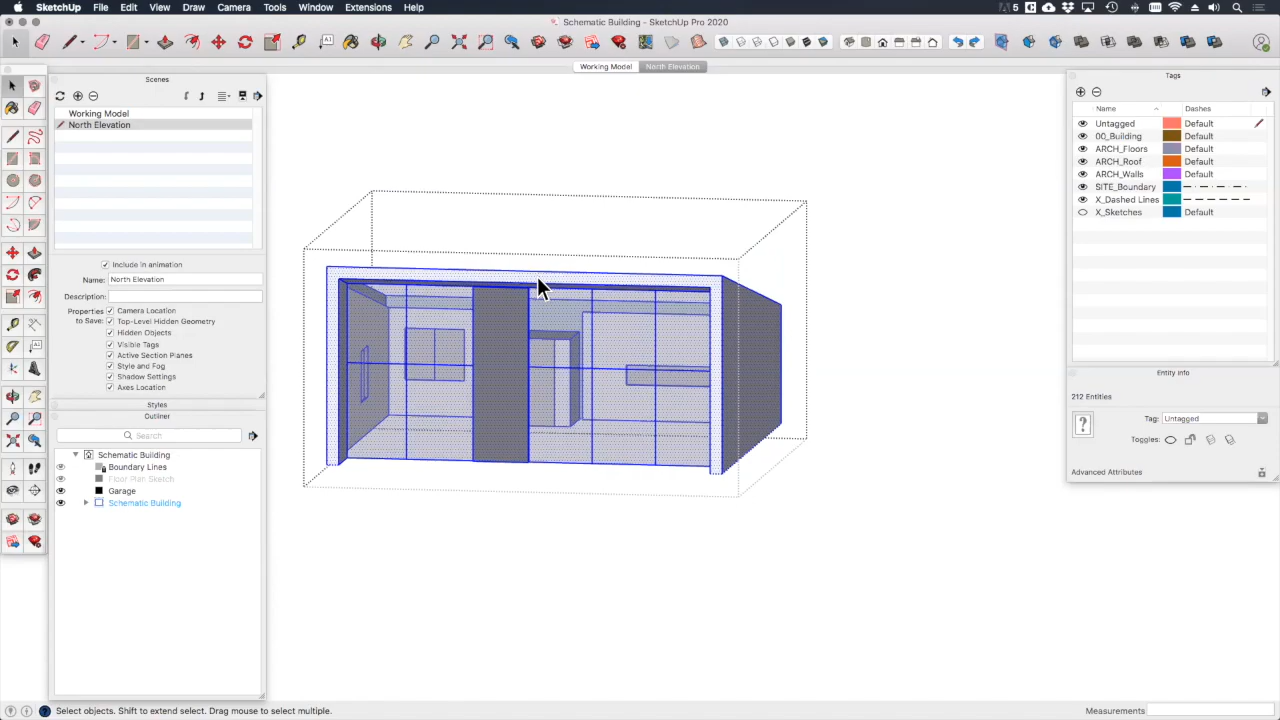 SketchUp File Edit View Draw Camera Tools Window Extensions Help 5
Schematic Building - SketchUp Pro 2020
Working Model North Elevation
Scenes
Working Model
North Elevation
Include in animation
Name: North Elevation
Description:
Properties to Save:
Camera Location
Top-Level Hidden Geometry
Hidden Objects
Visible Tags
Active Section Planes
Style and Fog
Shadow Settings
Axes Location
Styles
Outliner
Search
Schematic Building
Boundary Lines
Floor Plan Sketch
Garage
Schematic Building
Tags
Name Dashes
Untagged Default
00_Building Default
ARCH_Floors Default
ARCH_Roof Default
ARCH_Walls Default
SITE_Boundary
X_Dashed Lines
X_Sketches Default
Entity Info
212 Entities
Tag: Untagged
Toggles:
Advanced Attributes
Select objects. Shift to extend select. Drag mouse to select multiple. Measurements